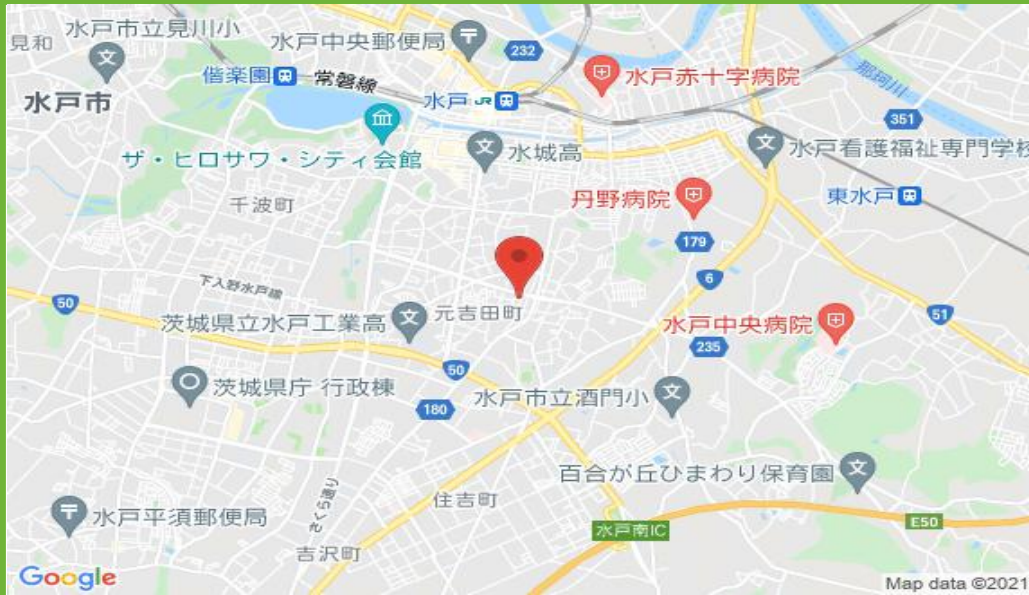 水戸市立見川小
見和
水戸中央郵便局
232
水戸赤十字病院
那珂川
偕楽園
常磐線
水戸市
水戸 JR
351
ザ・ヒロサワ・シティ会館
水城高
水戸看護福祉専門学校
千波町
丹野病院
東水戸
179
6
下入野水戸線
50
元吉田町
51
茨城県立水戸工業高
水戸中央病院
235
50
茨城県庁 行政棟
180
水戸市立酒門小
百合が丘ひまわり保育園
さくら通り
住吉町
水戸平須郵便局
水戸南IC
E50
吉沢町
Google
Map data ©2021